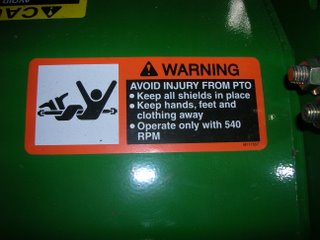 WARNING
AVOID INJURY FROM PTO
• Keep all shields in place
• Keep hands, feet and
clothing away
• Operate only with 540
RPM